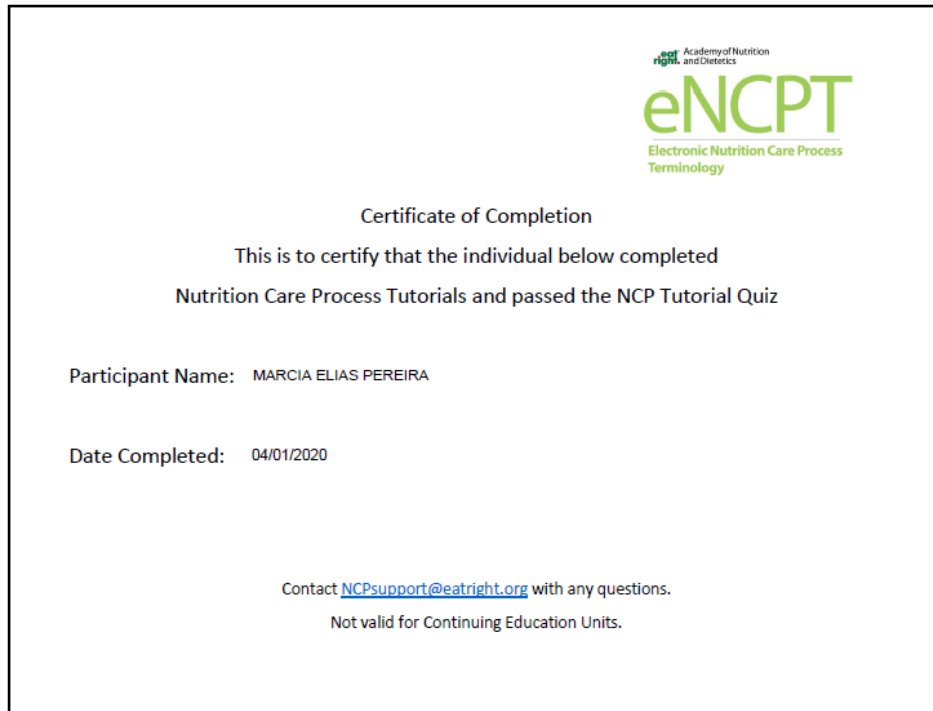 eat right. Academy of Nutrition and Dietetics
eNCPT
Electronic Nutrition Care Process
Terminology
Certificate of Completion
This is to certify that the individual below completed
Nutrition Care Process Tutorials and passed the NCP Tutorial Quiz
Participant Name: MARCIA ELIAS PEREIRA
Date Completed: 04/01/2020
Contact NCPsupport@eatright.org with any questions.
Not valid for Continuing Education Units.